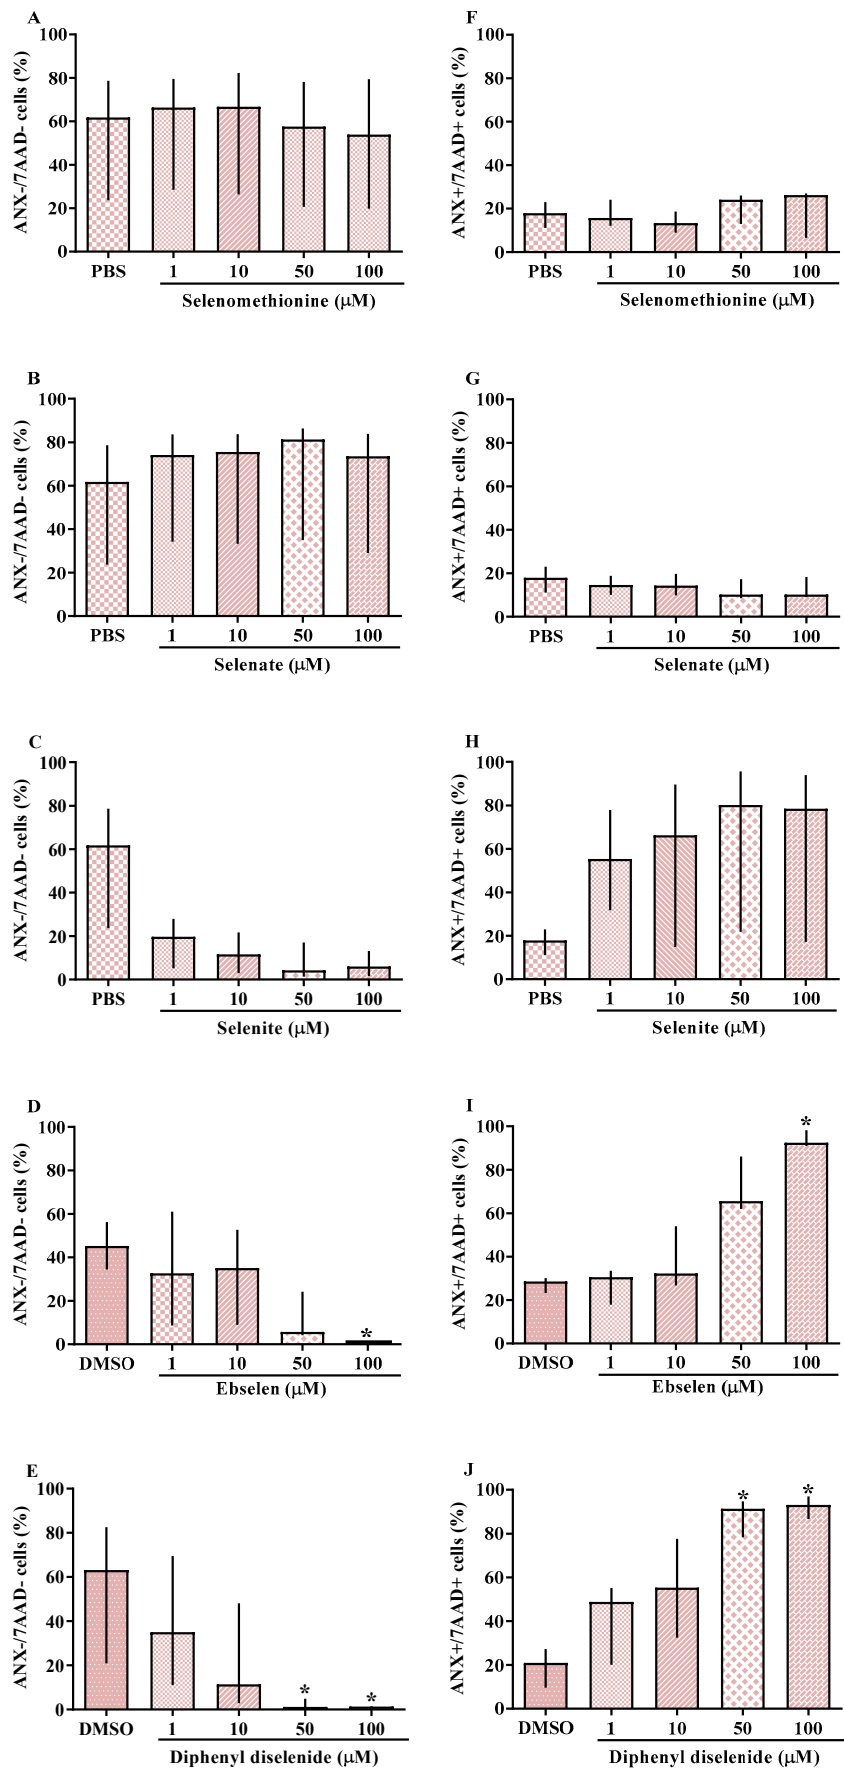 A
ANX-/7AAD- cells (%)
100
80
60
40
20
0
PBS 1 10 50 100
Selenomethionine (μM)
F
ANX+/7AAD+ cells (%)
100
80
60
40
20
0
PBS 1 10 50 100
Selenomethionine (μM)
B
ANX-/7AAD- cells (%)
100
80
60
40
20
0
PBS 1 10 50 100
Selenate (μM)
G
ANX+/7AAD+ cells (%)
100
80
60
40
20
0
PBS 1 10 50 100
Selenate (μM)
C
ANX-/7AAD- cells (%)
100
80
60
40
20
0
PBS 1 10 50 100
Selenite (μM)
H
ANX+/7AAD+ cells (%)
100
80
60
40
20
0
PBS 1 10 50 100
Selenite (μM)
D
ANX-/7AAD- cells (%)
100
80
60
40
20
0
*
DMSO 1 10 50 100
Ebselen (μM)
I
ANX+/7AAD+ cells (%)
100
80
60
40
20
0
*
DMSO 1 10 50 100
Ebselen (μM)
E
ANX-/7AAD- cells (%)
100
80
60
40
20
0
* *
DMSO 1 10 50 100
Diphenyl diselenide (μM)
J
ANX+/7AAD+ cells (%)
100
80
60
40
20
0
* *
DMSO 1 10 50 100
Diphenyl diselenide (μM)